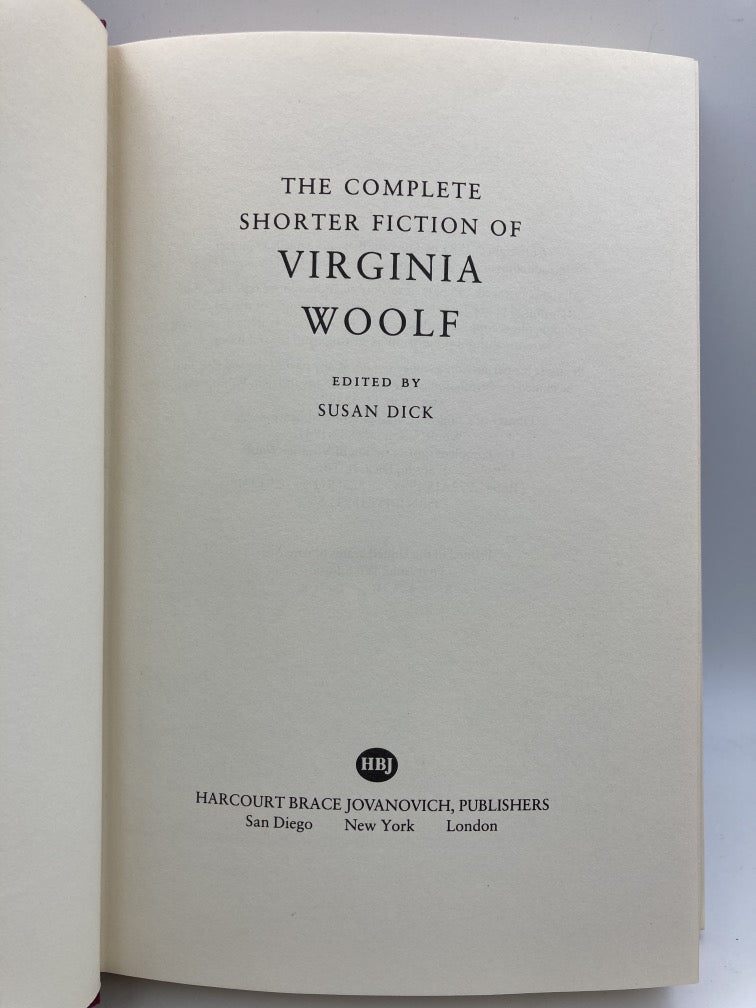 THE COMPLETE
SHORTER FICTION OF
VIRGINIA
WOOLF
EDITED BY
SUSAN DICK
HBJ
HARCOURT BRACE JOVANOVICH, PUBLISHERS
San Diego New York London